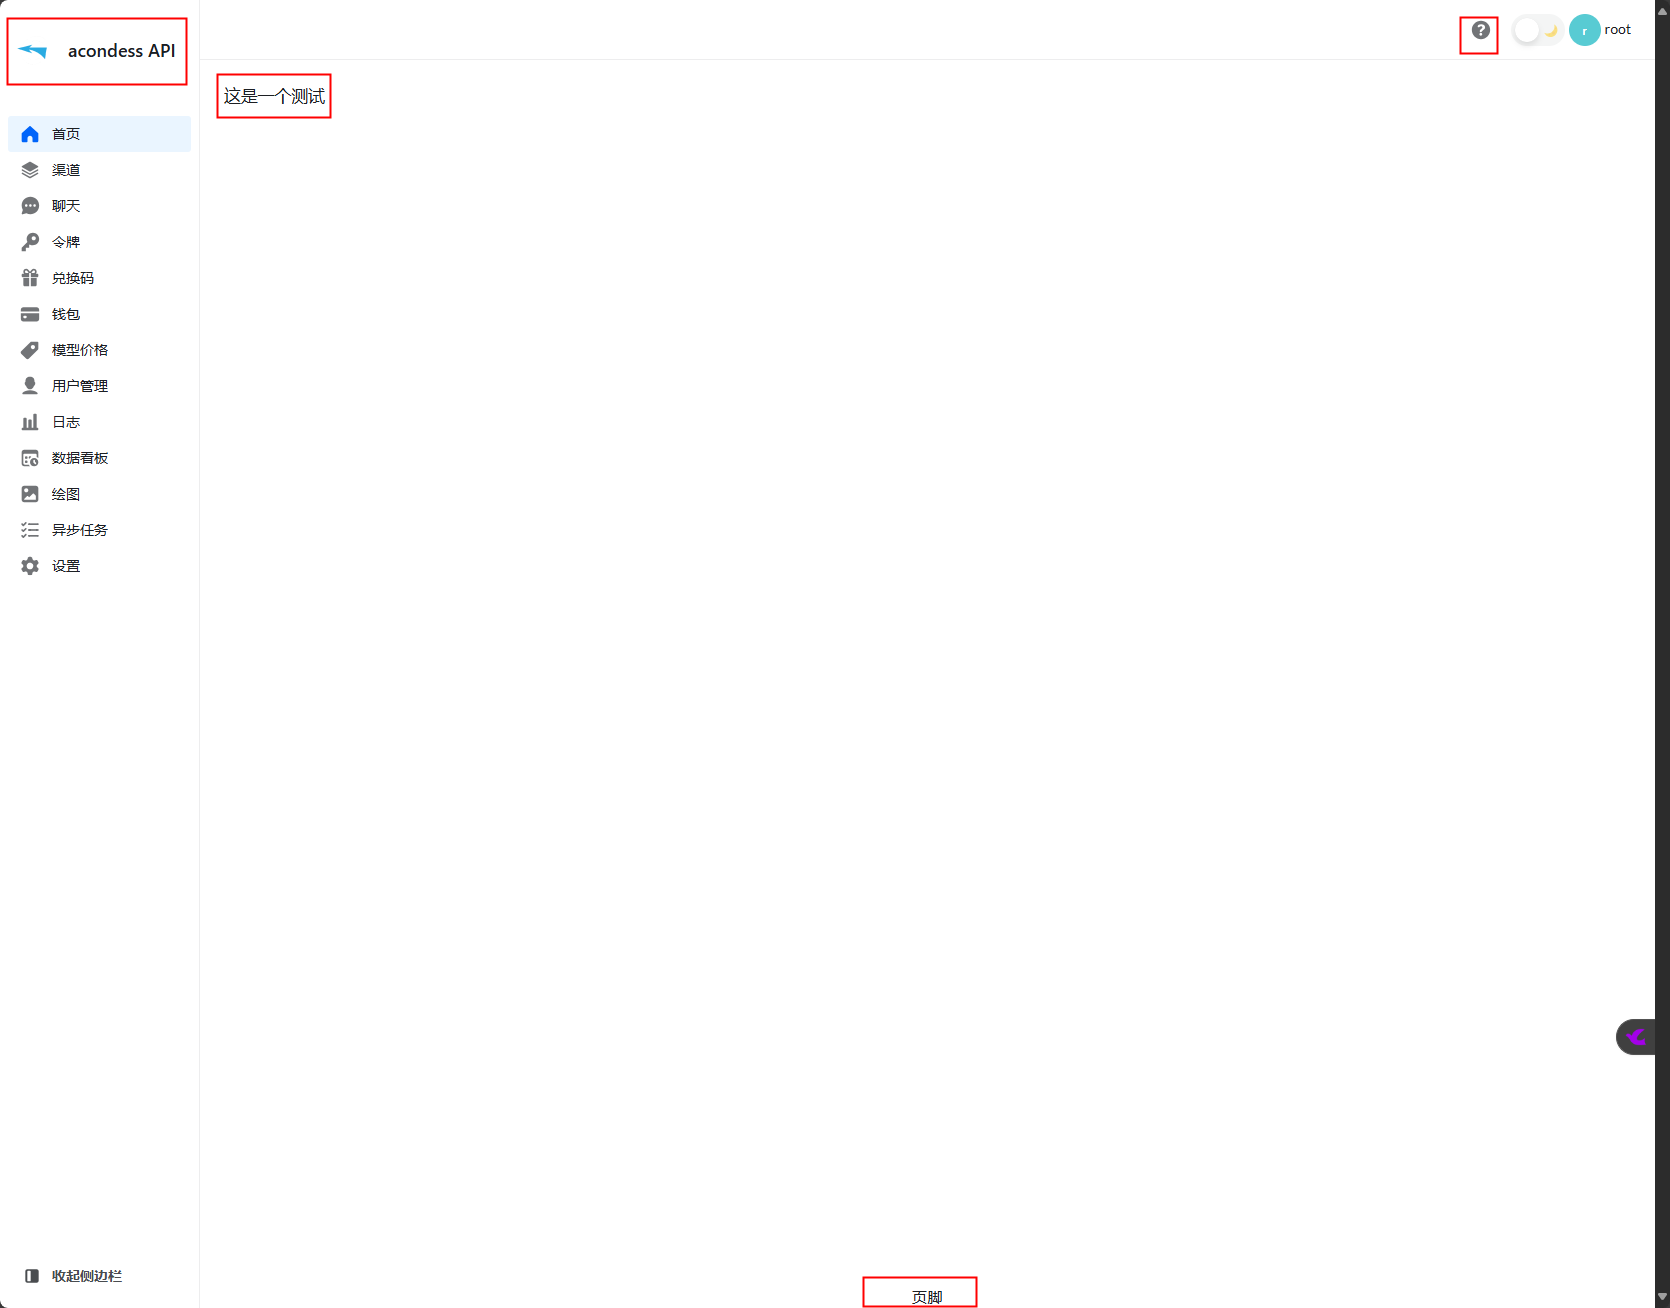 acondess API
r
root
这是一个测试
首页
渠道
聊天
令牌
兑换码
钱包
模型价格
用户管理
日志
数据看板
绘图
异步任务
设置
收起侧边栏
页脚